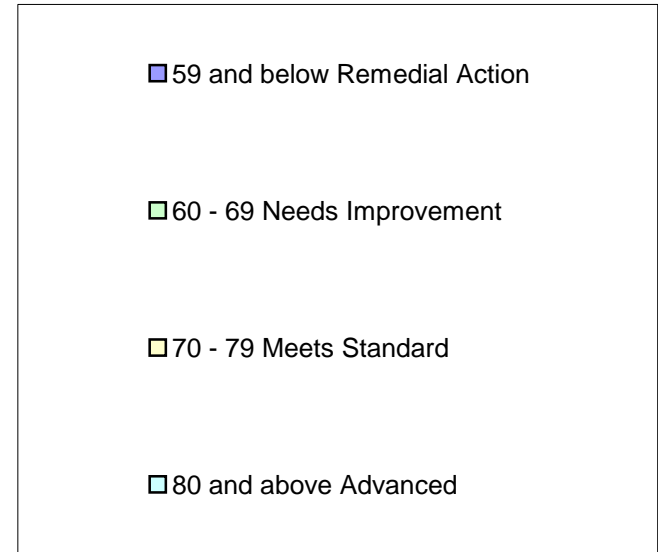 59 and below Remedial Action
60 - 69 Needs Improvement
70 - 79 Meets Standard
80 and above Advanced